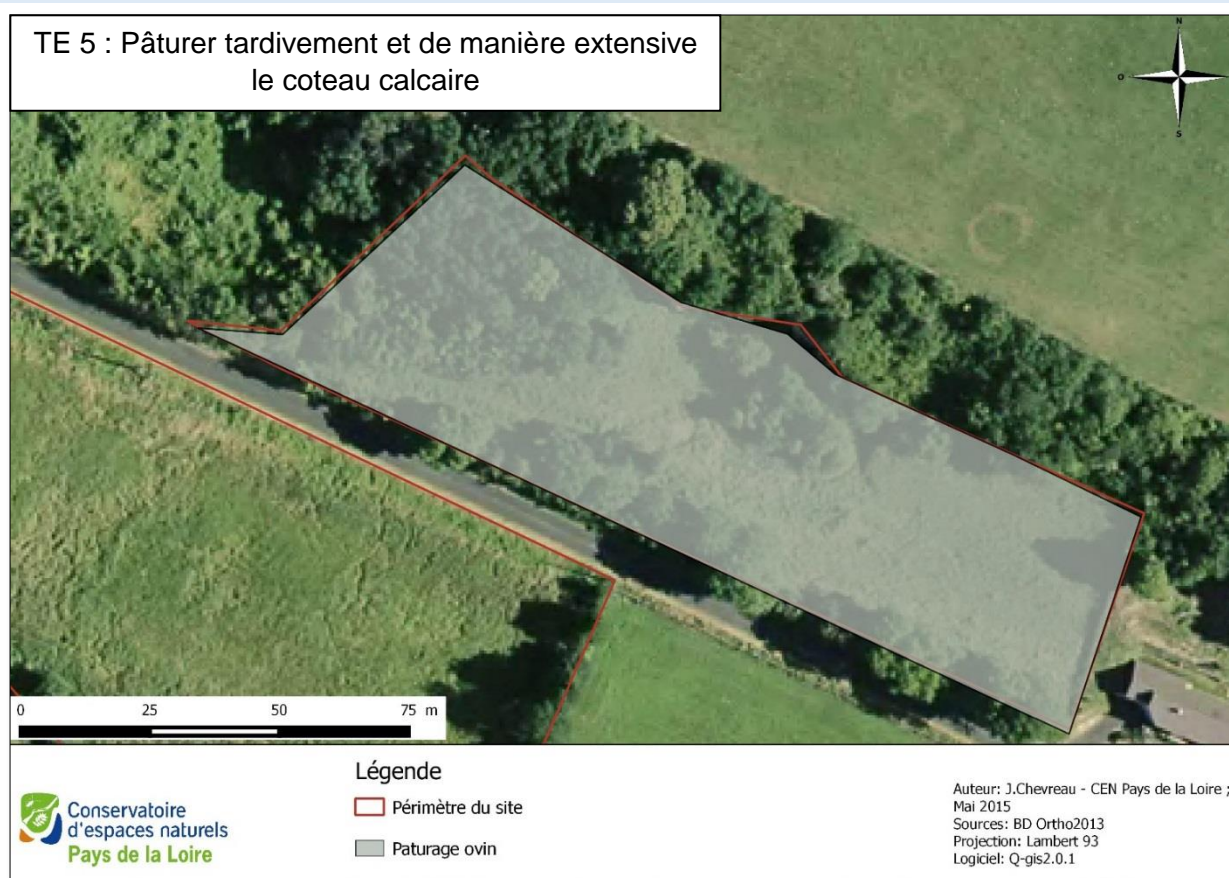 TE 5 : Pâturer tardivement et de manière extensive
le coteau calcaire
N
O
S
0 25 50 75 m
Légende
Périmètre du site
Paturage ovin
Conservatoire
d'espaces naturels
Pays de la Loire
Auteur: J.Chevreau - CEN Pays de la Loire ;
Mai 2015
Sources: BD Ortho2013
Projection: Lambert 93
Logiciel: Q-gis2.0.1